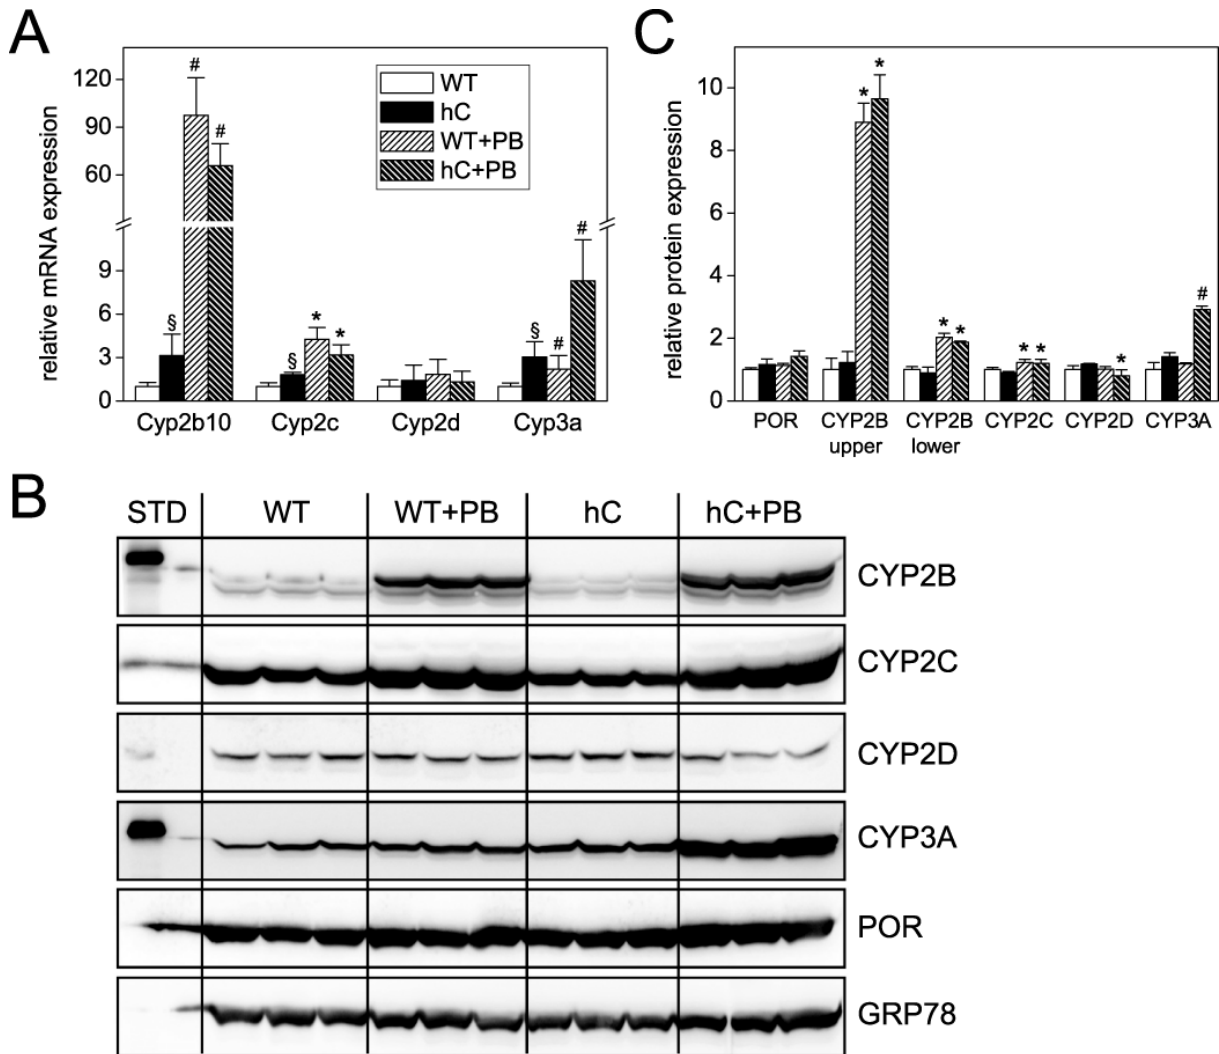 A
relative mRNA expression
120
90
60
9
6
3
0
#
#
§
§
*
*
§
#
#
WT
hC
WT+PB
hC+PB
Cyp2b10
Cyp2c
Cyp2d
Cyp3a
C
relative protein expression
10
8
6
4
2
0
*
*
*
*
*
*
*
#
POR
CYP2B
upper
CYP2B
lower
CYP2C
CYP2D
CYP3A
B
STD
WT
WT+PB
hC
hC+PB
CYP2B
CYP2C
CYP2D
CYP3A
POR
GRP78